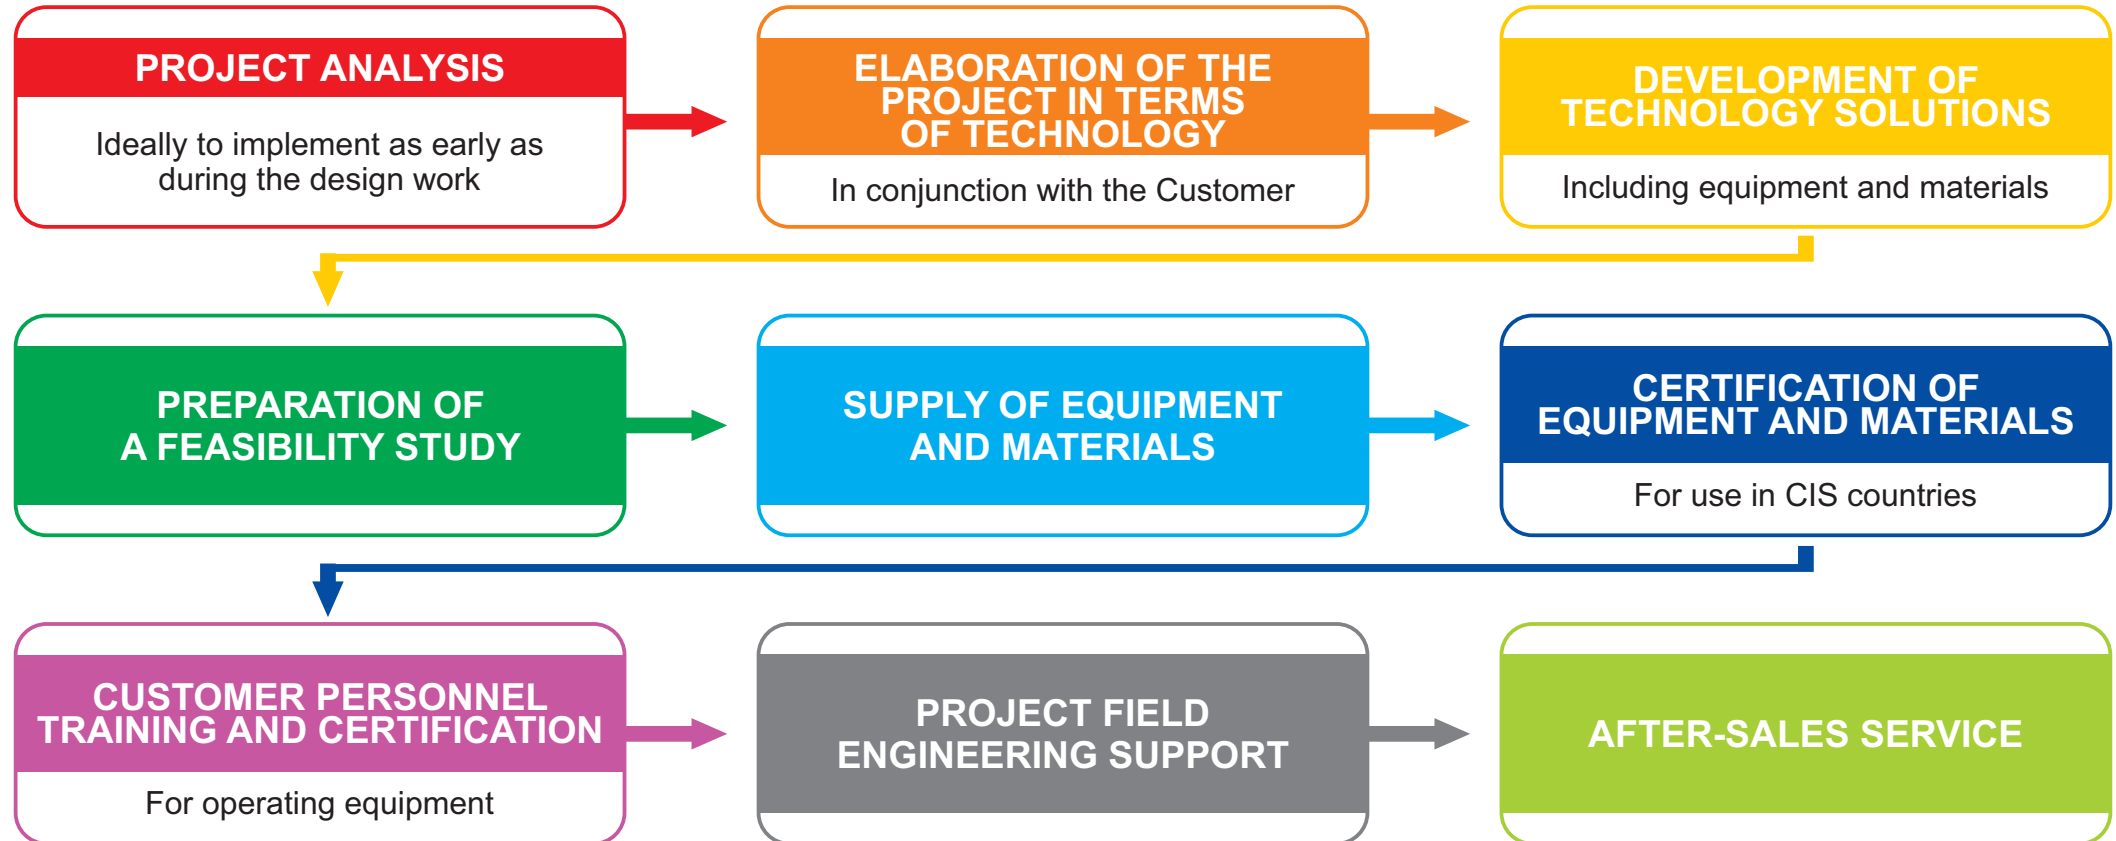 PROJECT ANALYSIS
Ideally to implement as early as
during the design work
ELABORATION OF THE
PROJECT IN TERMS
OF TECHNOLOGY
In conjunction with the Customer
DEVELOPMENT OF
TECHNOLOGY SOLUTIONS
Including equipment and materials
PREPARATION OF
A FEASIBILITY STUDY
SUPPLY OF EQUIPMENT
AND MATERIALS
CERTIFICATION OF
EQUIPMENT AND MATERIALS
For use in CIS countries
CUSTOMER PERSONNEL
TRAINING AND CERTIFICATION
For operating equipment
PROJECT FIELD
ENGINEERING SUPPORT
AFTER-SALES SERVICE